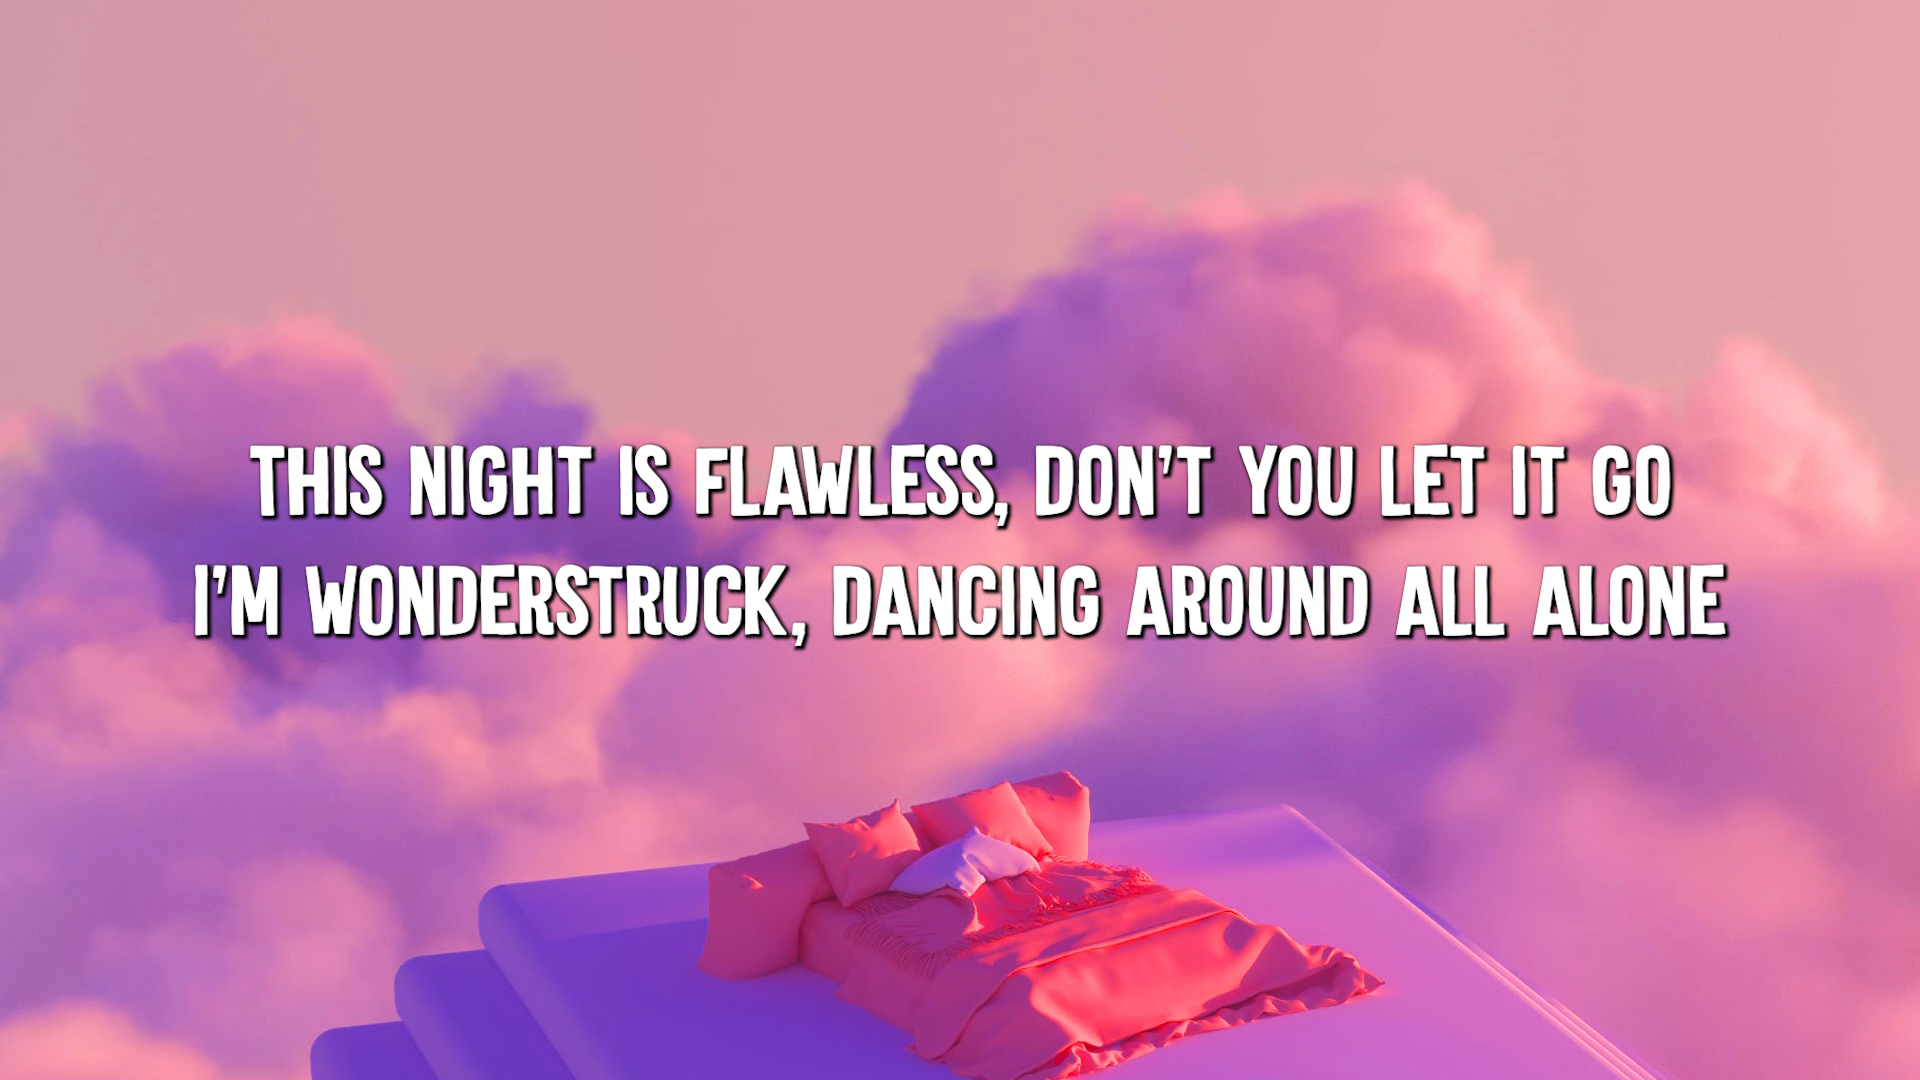 THIS NIGHT IS FLAWLESS, DON'T YOU LET IT GO
I'M WONDERSTRUCK, DANCING AROUND ALL ALONE